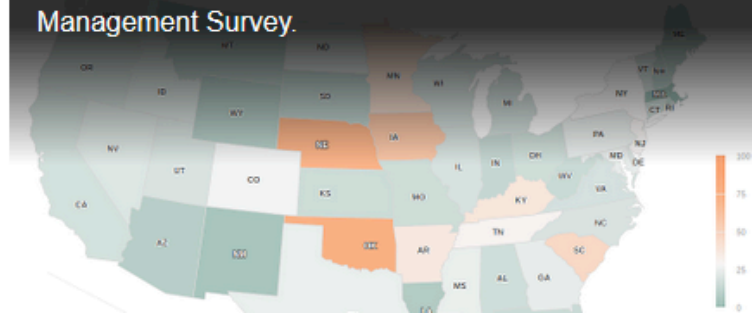 Management Survey.
MT
ND
ME
OR
MN
VT
NH
ID
SD
WI
NY
MA
WY
MI
CT RI
NE
IA
PA
NJ
NV
OH
MD
DE
100
UT
CO
IL
IN
WV
KS
MO
VA
75
CA
KY
NC
TN
50
AZ
NM
OK
AR
SC
25
MS
AL
GA
0